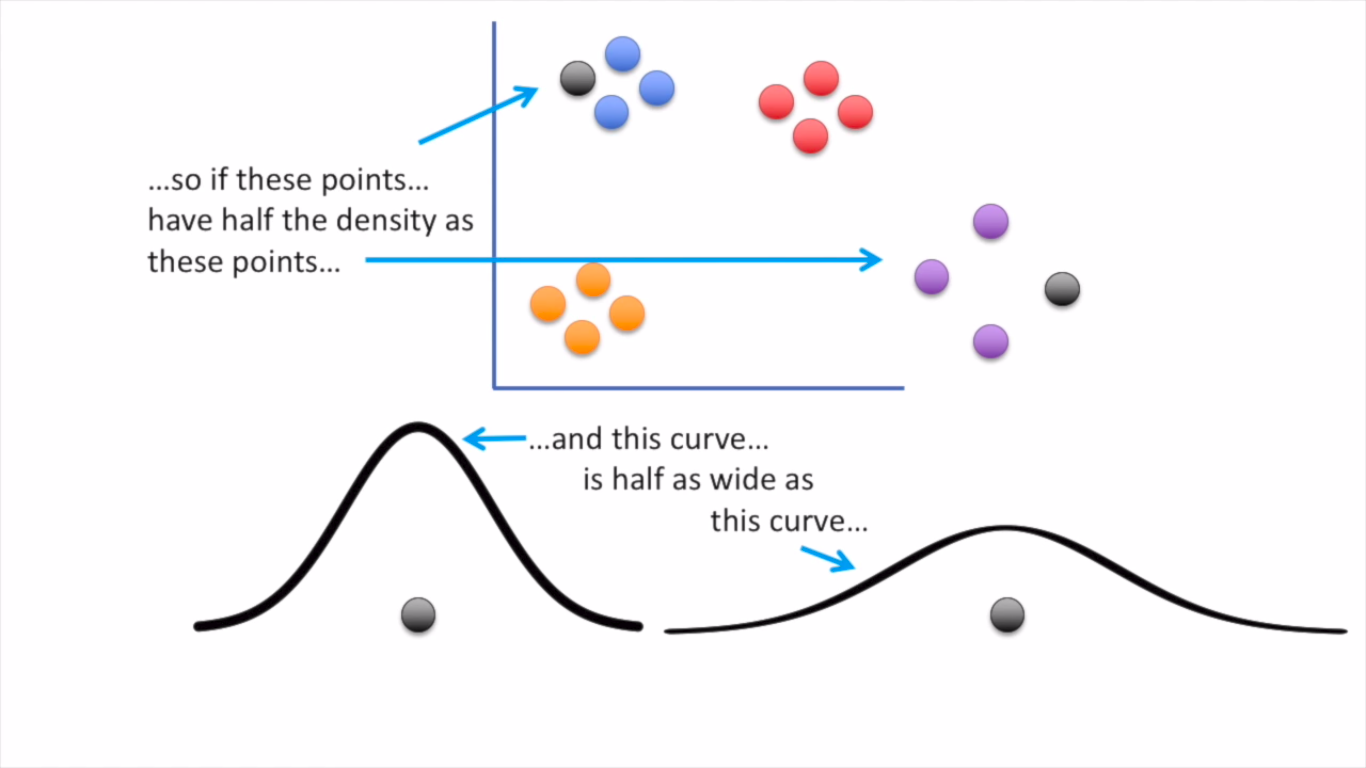 ...so if these points...
have half the density as
these points...
...and this curve...
is half as wide as
this curve...